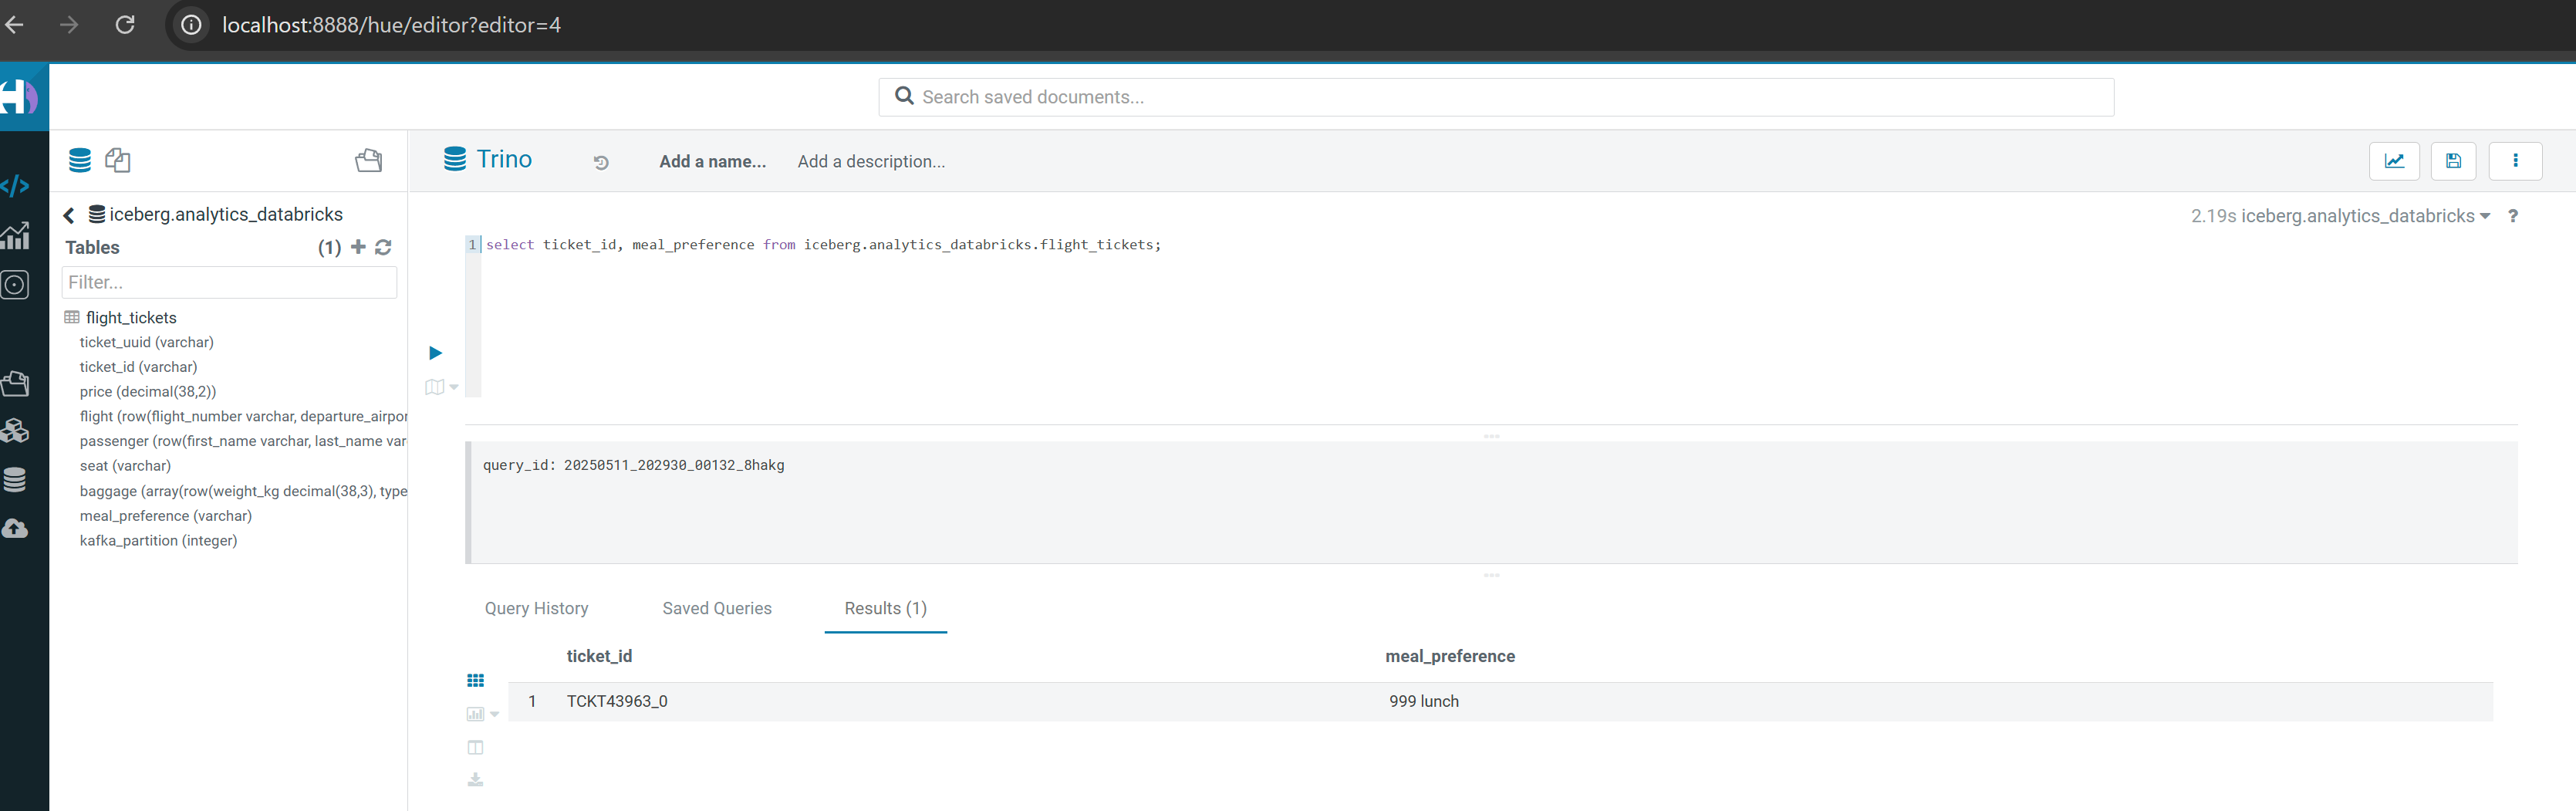 localhost:8888/hue/editor?editor=4
Search saved documents...
Trino
Add a name...
Add a description...
iceberg.analytics_databricks
Tables
(1)
Filter...
flight_tickets
ticket_uuid (varchar)
ticket_id (varchar)
price (decimal(38,2))
flight (row(flight_number varchar, departure_airpor
passenger (row(first_name varchar, last_name var
seat (varchar)
baggage (array(row(weight_kg decimal(38,3), type
meal_preference (varchar)
kafka_partition (integer)
2.19s iceberg.analytics_databricks ?
1 select ticket_id, meal_preference from iceberg.analytics_databricks.flight_tickets;
query_id: 20250511_202930_00132_8hakg
Query History
Saved Queries
Results (1)
ticket_id meal_preference
1 TCKT43963_0 999 lunch